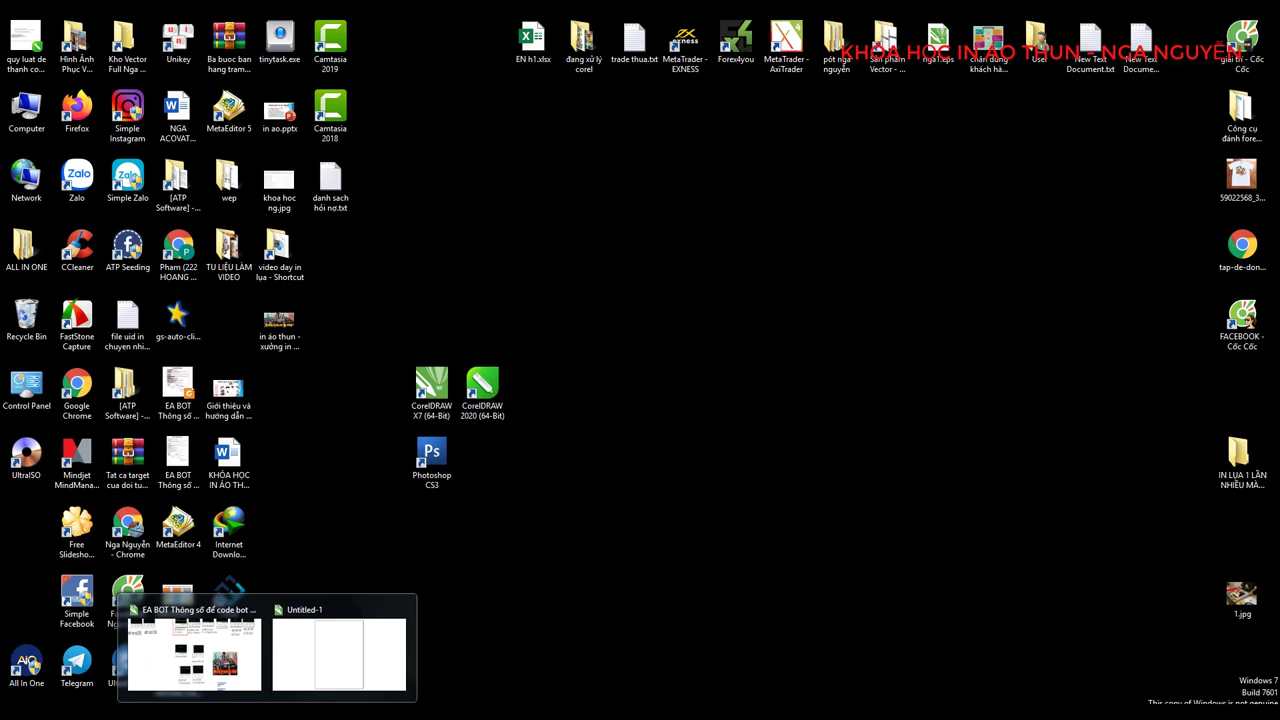 quy luat de thanh co...
Hình Ảnh Phục V...
Kho Vector Full Nga ...
Unikey
Ba buoc ban hang tram...
tinytask.exe
Camtasia 2019
EN h1.xlsx
đang xử lý corel
trade thua.txt
MetaTrader - EXNESS
Forex4you
MetaTrader - AxiTrader
pót nga nguyên
Sản phẩm Vector - ...
nga1.eps
chân dung khách hà...
User
New Text Document.txt
New Text Docume...
giải trí - Cốc Cốc
KHÓA HỌC IN ÁO THUN - NGA NGUYỄN
Computer
Firefox
Simple Instagram
NGA ACOVAT...
MetaEditor 5
in ao.pptx
Camtasia 2018
Công cụ đánh fore...
Network
Zalo
Simple Zalo
[ATP Software] -...
wep
khoa hoc ng.jpg
danh sach hỏi nợ.txt
59022568_3...
ALL IN ONE
CCleaner
ATP Seeding
Pham (222 HOANG ...
TU LIỆU LÀM VIDEO
video day in lụa - Shortcut
tap-de-don...
Recycle Bin
FastStone Capture
file uid in chuyen nhi...
gs-auto-cli...
in áo thun - xưởng in ...
FACEBOOK - Cốc Cốc
Control Panel
Google Chrome
[ATP Software] -...
EA BOT Thông số ...
Giới thiệu và hướng dẫn ...
CorelDRAW X7 (64-Bit)
CorelDRAW 2020 (64-Bit)
UltraISO
Mindjet MindMana...
Tat ca target cua doi tu...
EA BOT Thông số ...
KHÓA HỌC IN ÁO TH...
Photoshop CS3
IN LỤA 1 LẦN NHIỀU MÀ...
Free Slidesho...
Nga Nguyễn - Chrome
MetaEditor 4
Internet Downlo...
Simple Facebook
EA BOT Thông số để code bot ...
Untitled-1
1.jpg
All In One
Telegram
Windows 7
Build 7601
This copy of Windows is not genuine